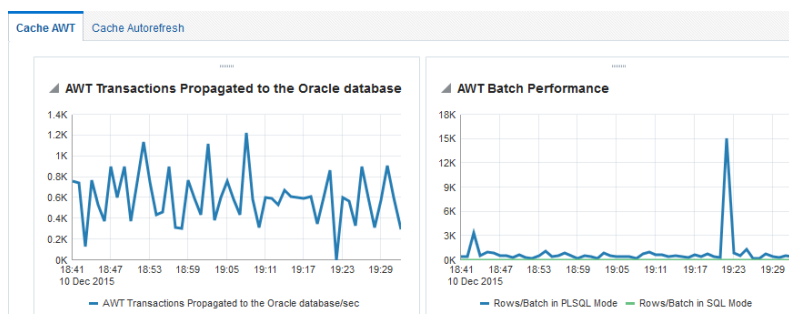 Cache AWT Cache Autorefresh
AWT Transactions Propagated to the Oracle database
1.4K
1.2K
1K
0.8K
0.6K
0.4K
0.2K
0K
18:41 18:47 18:53 18:59 19:05 19:11 19:17 19:23 19:29
10 Dec 2015
AWT Transactions Propagated to the Oracle database/sec
AWT Batch Performance
18K
15K
12K
9K
6K
3K
0K
18:41 18:47 18:53 18:59 19:05 19:11 19:17 19:23 19:29
10 Dec 2015
Rows/Batch in PLSQL Mode Rows/Batch in SQL Mode